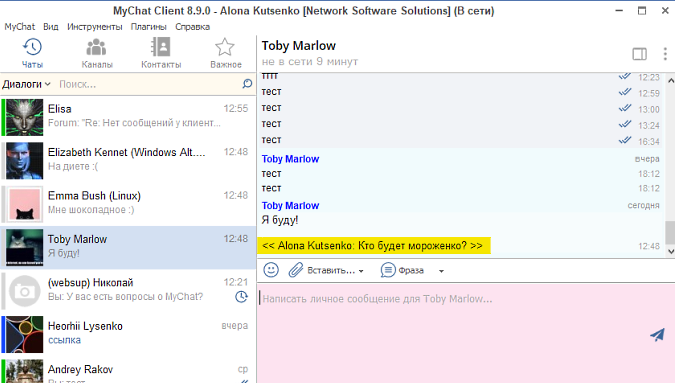 MyChat Client 8.9.0 - Alona Kutsenko [Network Software Solutions] (В сети)
MyChat Вид Инструменты Плагины Справка
Чаты Каналы Контакты Важное
Диалоги Поиск...
Elisa 12:55
Forum: "Re: Нет сообщений у клиент...
Elizabeth Kennet (Windows Alt.... 12:48
На диете :(
Emma Bush (Linux) 12:48
Мне шоколадное :)
Toby Marlow 12:48
Я буду!
(websup) Николай 12:21
Вы: У вас есть вопросы о MyChat?
Heorhii Lysenko вчера
ссылка
Andrey Rakov ср
Вы: тест
Toby Marlow
не в сети 9 минут
тттт 12:23
тест 12:59
тест 13:00
тест 13:24
тест 16:34
Toby Marlow вчера
тест 18:12
тест 18:12
Toby Marlow сегодня
Я буду!
<< Alona Kutsenko: Кто будет мороженко? >> 12:48
Вставить... Фраза
Написать личное сообщение для Toby Marlow...